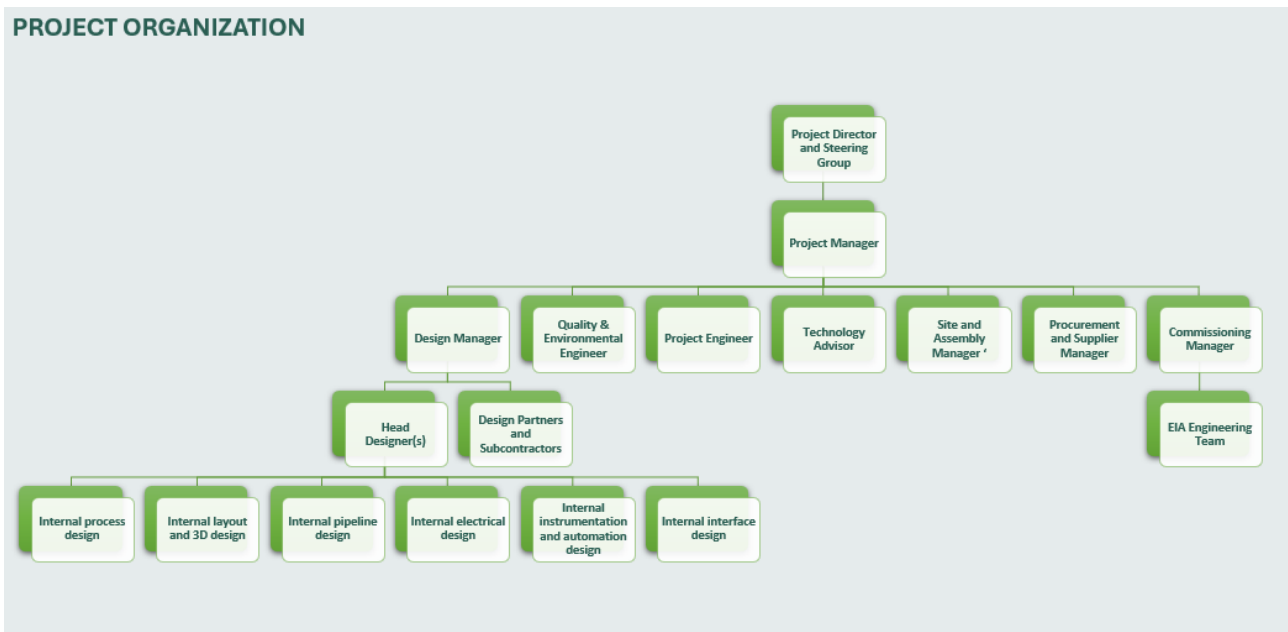 PROJECT ORGANIZATION
Project Director
and Steering
Group
Project Manager
Design Manager
Quality &
Environmental
Engineer
Project Engineer
Technology
Advisor
Site and
Assembly
Manager ‘
Procurement
and Supplier
Manager
Commissioning
Manager
Head
Designer(s)
Design Partners
and
Subcontractors
EIA Engineering
Team
Internal process
design
Internal layout
and 3D design
Internal pipeline
design
Internal electrical
design
Internal
instrumentation
and automation
design
Internal interface
design